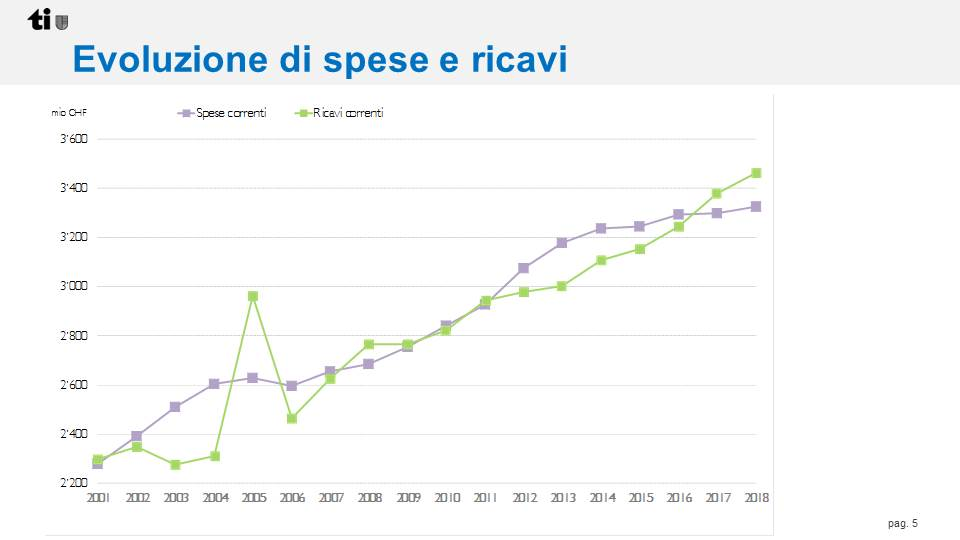 ti
Evoluzione di spese e ricavi
mio CHF
Spese correnti Ricavi correnti
3'600
3'400
3'200
3'000
2'800
2'600
2'400
2'200
2001 2002 2003 2004 2005 2006 2007 2008 2009 2010 2011 2012 2013 2014 2015 2016 2017 2018
pag. 5